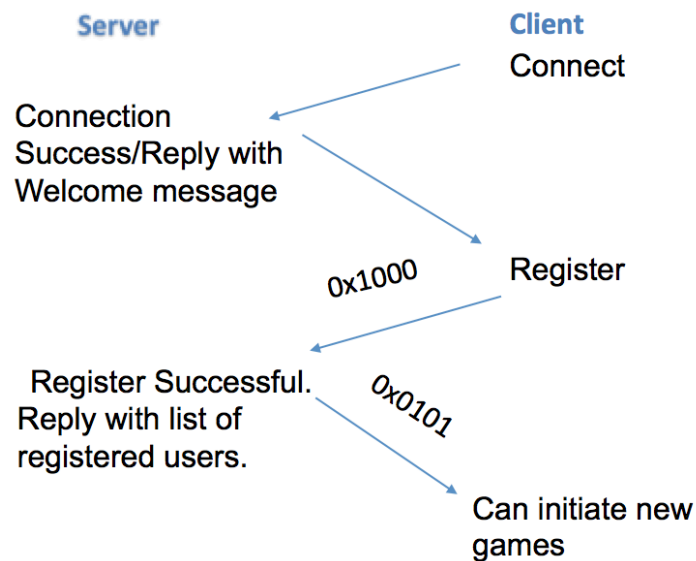 Server
Client
Connect
Connection
Success/Reply with
Welcome message
Register
0x1000
Register Successful.
Reply with list of
registered users.
0x0101
Can initiate new
games